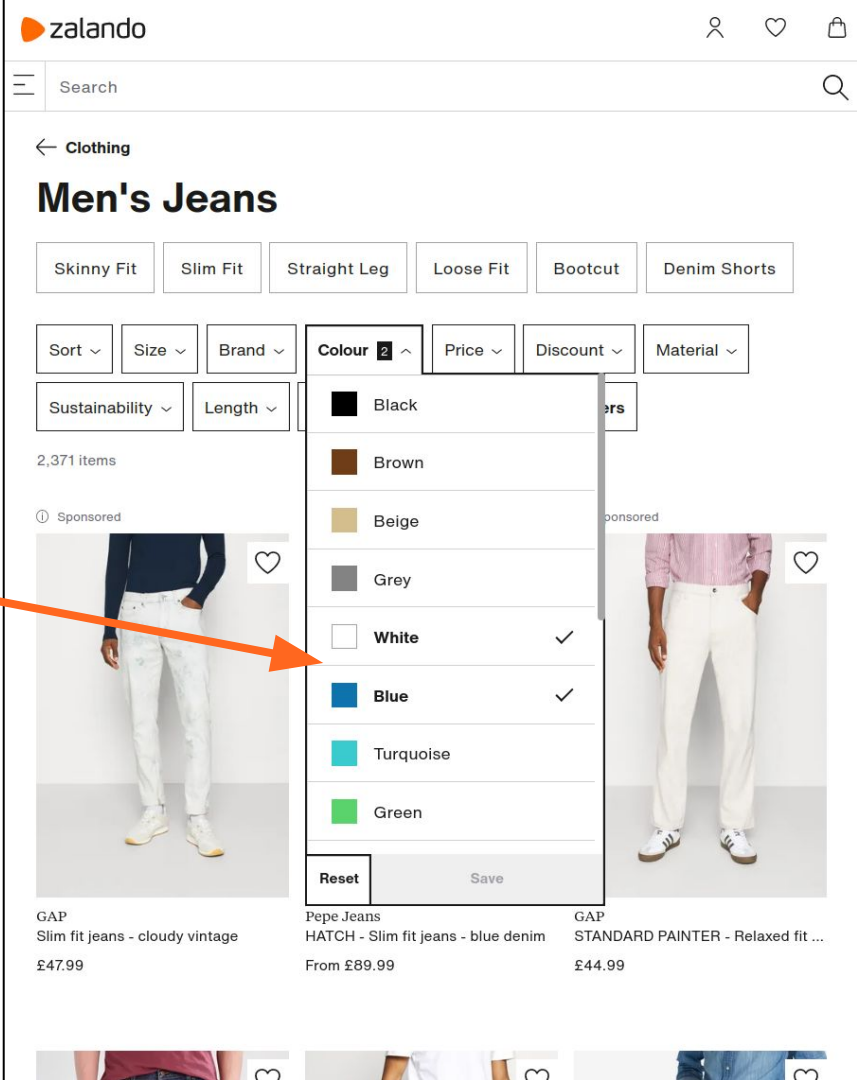 zalando
Search
Clothing
Men's Jeans
Skinny Fit Slim Fit Straight Leg Loose Fit Bootcut Denim Shorts
Sort Size Brand Colour 2 Price Discount Material
Sustainability Length
Black
Brown
Beige
Grey
White
Blue
Turquoise
Green
Reset Save
2,371 items
Sponsored
GAP
Slim fit jeans - cloudy vintage
£47.99
Pepe Jeans
HATCH - Slim fit jeans - blue denim
From £89.99
GAP
STANDARD PAINTER - Relaxed fit ...
£44.99